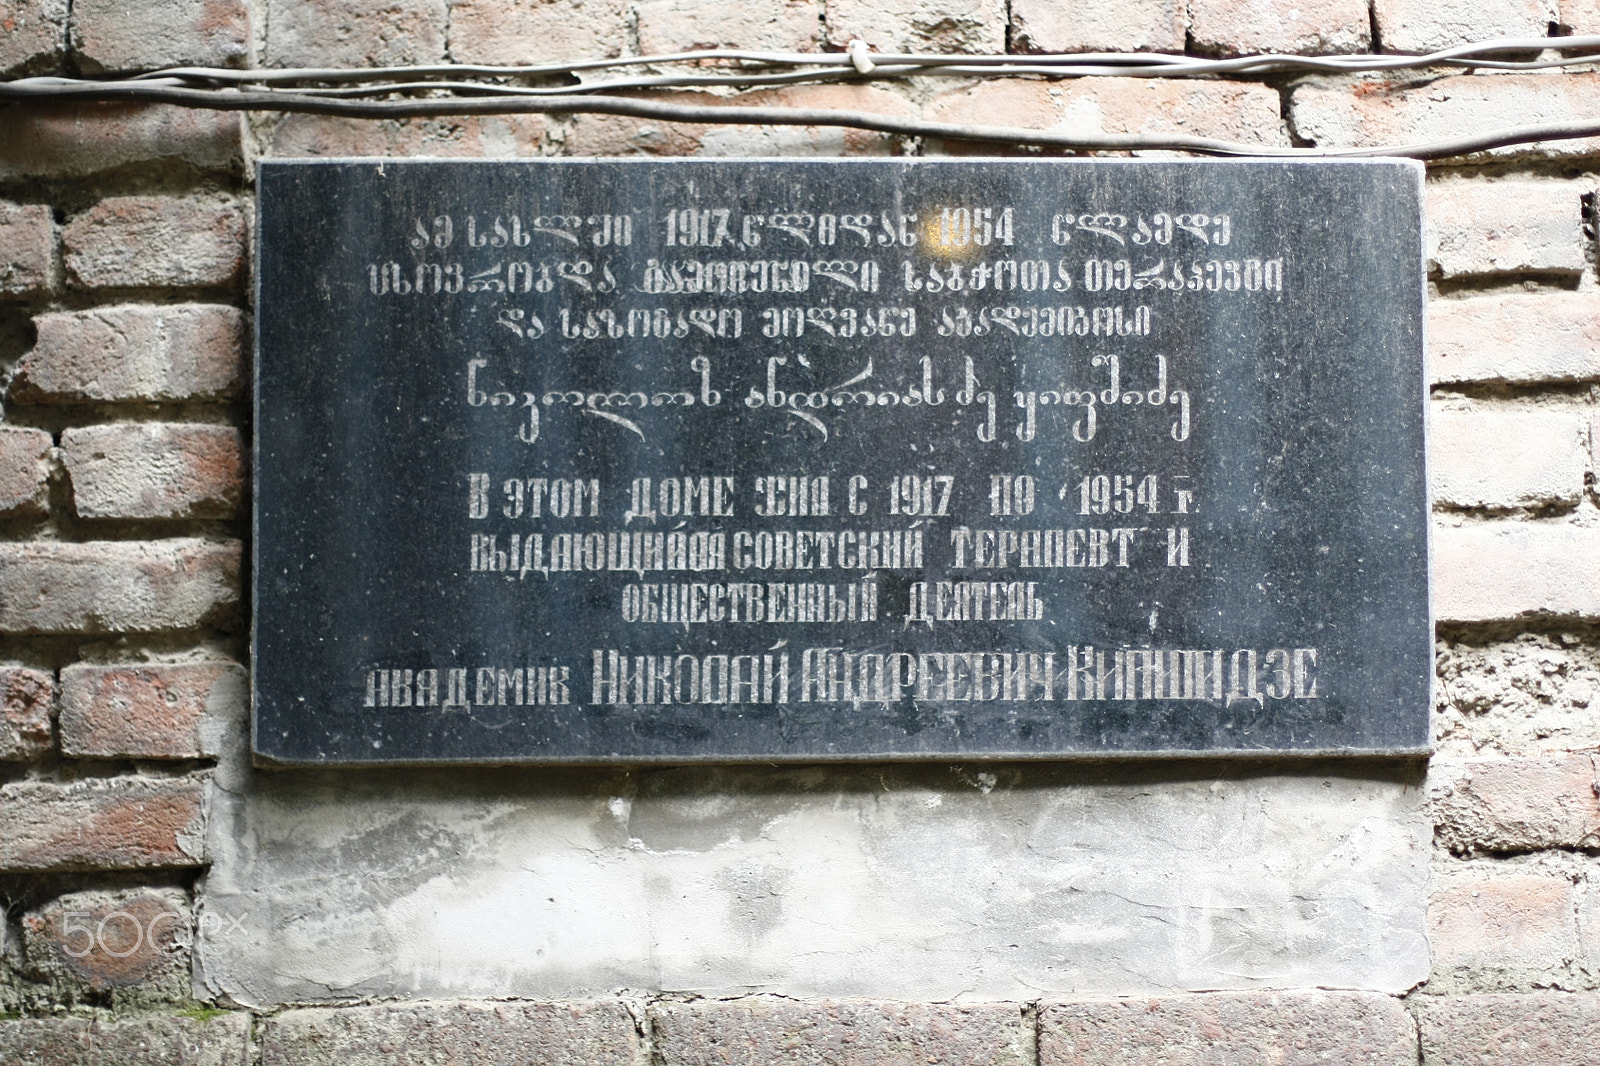 ამ სახლში 1917 წლიდან 1954 წლამდე
ცხოვრობდა გამოჩენილი საბჭოთა თერაპევტი
და საზოგადო მოღვაწე აკადემიკოსი
ნიკოლოზ ანდრიას ძე ყიფშიძე
В ЭТОМ ДОМЕ ЖИЛ С 1917 ПО 1954 г.
ВЫДАЮЩИЙСЯ СОВЕТСКИЙ ТЕРАПЕВТ И
ОБЩЕСТВЕННЫЙ ДЕЯТЕЛЬ
АКАДЕМИК НИКОЛАЙ АНДРЕЕВИЧ КИПШИДЗЕ
500px